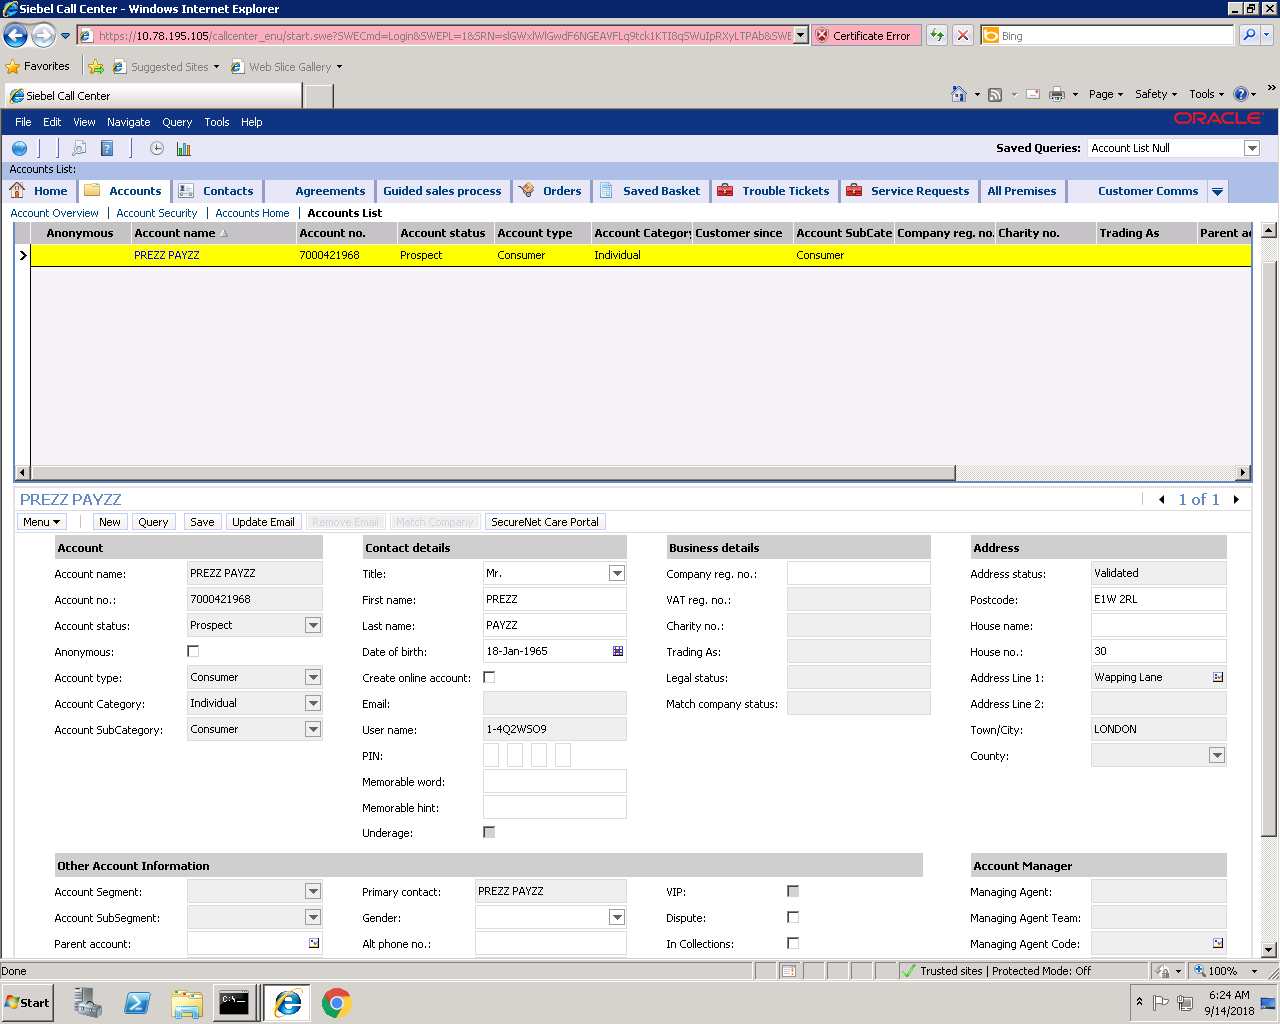 Siebel Call Center - Windows Internet Explorer
https://10.78.195.105/callcenter_enu/start.swe?SWECmd=Login&SWEPL=1&SRN= Certificate Error Bing
Favorites Suggested Sites Web Slice Gallery
Siebel Call Center Page Safety Tools
File Edit View Navigate Query Tools Help ORACLE
Saved Queries: Account List Null
Accounts List:
Home Accounts Contacts Agreements Guided sales process Orders Saved Basket Trouble Tickets Service Requests All Premises Customer Comms
Account Overview | Account Security | Accounts Home | Accounts List
Anonymous Account name Account no. Account status Account type Account Category Customer since Account SubCate Company reg. no. Charity no. Trading As Parent ac
PREZZ PAYZZ 7000421968 Prospect Consumer Individual Consumer
PREZZ PAYZZ 1 of 1
Menu New Query Save Update Email Remove Email Match Company SecureNet Care Portal
Account Contact details Business details Address
Account name: PREZZ PAYZZ Title: Mr. Company reg. no.: Address status: Validated
Account no.: 7000421968 First name: PREZZ VAT reg. no.: Postcode: E1W 2RL
Account status: Prospect Last name: PAYZZ Charity no.: House name:
Anonymous: Date of birth: 18-Jan-1965 Trading As: House no.: 30
Account type: Consumer Create online account: Legal status: Address Line 1: Wapping Lane
Account Category: Individual Email: Match company status: Address Line 2:
Account SubCategory: Consumer User name: 1-4Q2WSO9 Town/City: LONDON
PIN: County:
Memorable word:
Memorable hint:
Underage:
Other Account Information Account Manager
Account Segment: Primary contact: PREZZ PAYZZ VIP: Managing Agent:
Account SubSegment: Gender: Dispute: Managing Agent Team:
Parent account: Alt phone no.: In Collections: Managing Agent Code:
Done Trusted sites | Protected Mode: Off 100%
Start 6:24 AM
9/14/2018